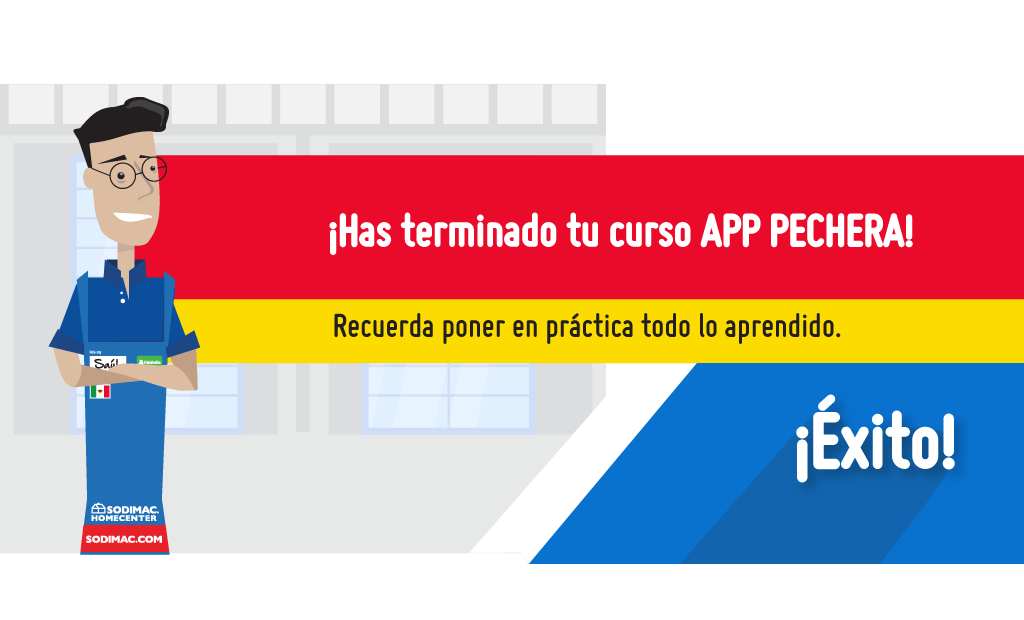 ¡Has terminado tu curso APP PECHERA!
Recuerda poner en práctica todo lo aprendido.
¡Éxito!
Saúl
SODIMAC.
HOMECENTER
SODIMAC.COM